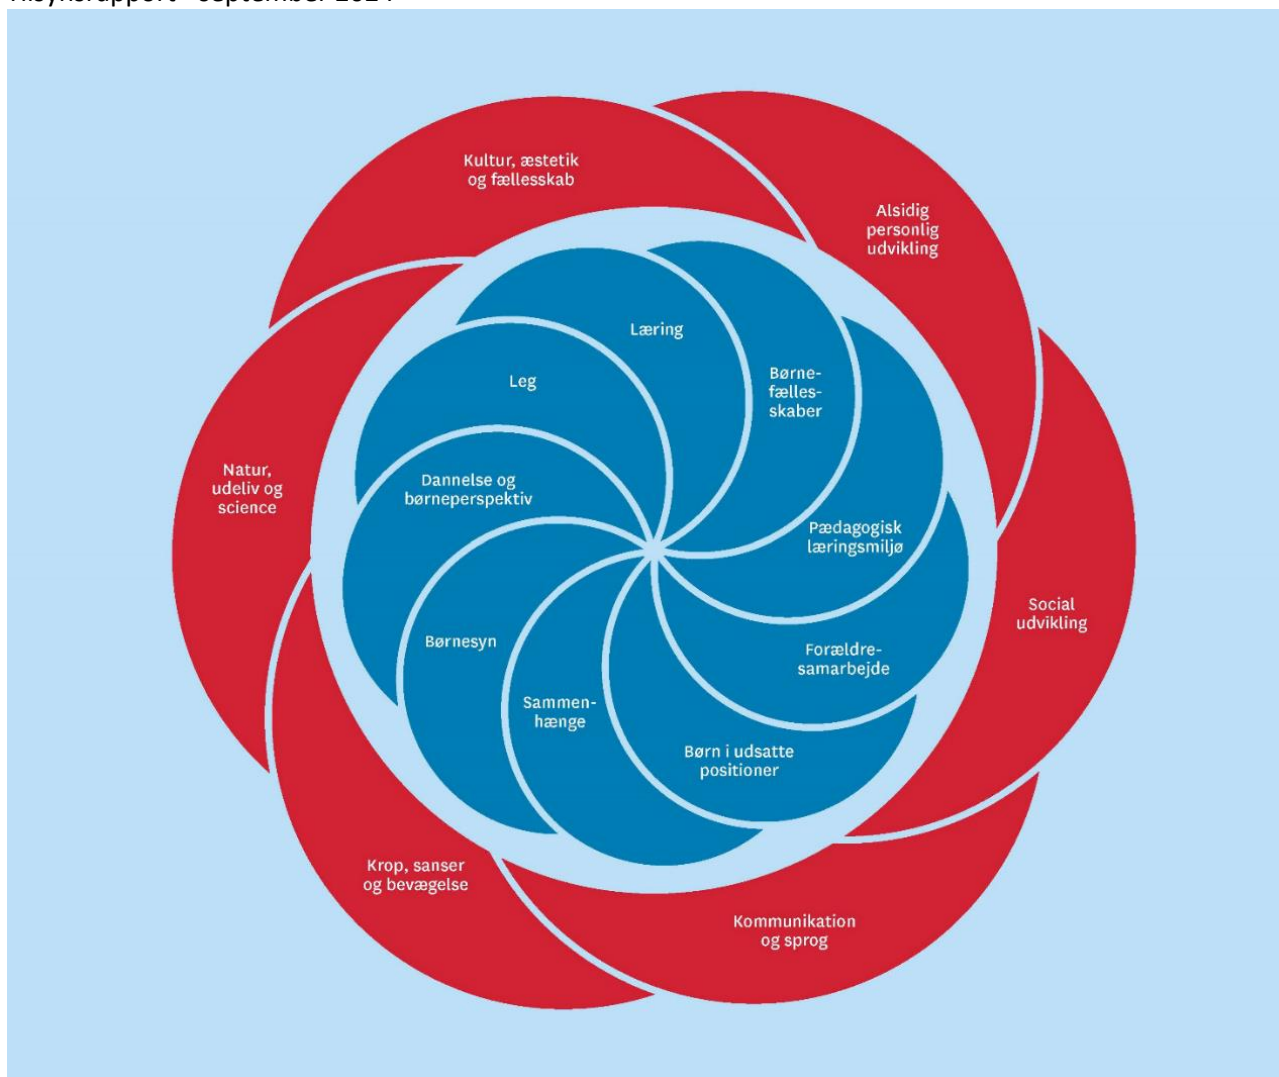 Kultur, æstetik
og fællesskab
Alsidig
personlig
udvikling
Social
udvikling
Kommunikation
og sprog
Krop, sanser
og bevægelse
Natur,
udeliv og
science
Læring
Børne-
fælles-
skaber
Pædagogisk
læringsmiljø
Forældre-
samarbejde
Børn i udsatte
positioner
Sammen-
hænge
Børnesyn
Dannelse og
børneperspektiv
Leg